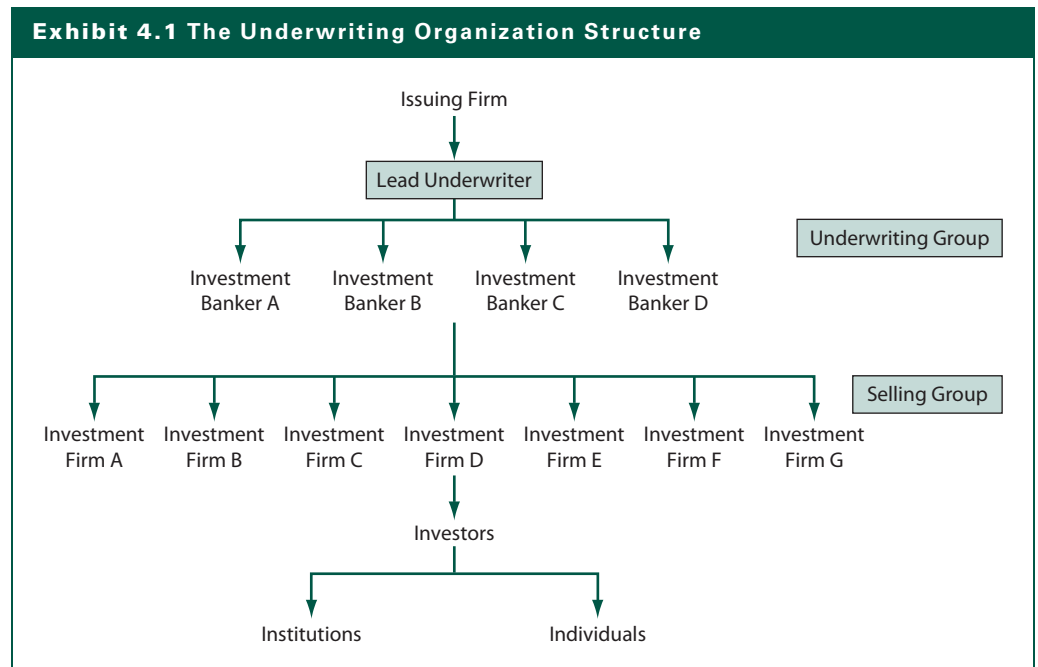 Exhibit 4.1 The Underwriting Organization Structure
Issuing Firm
Lead Underwriter
Underwriting Group
Investment Banker A
Investment Banker B
Investment Banker C
Investment Banker D
Selling Group
Investment Firm A
Investment Firm B
Investment Firm C
Investment Firm D
Investment Firm E
Investment Firm F
Investment Firm G
Investors
Institutions
Individuals